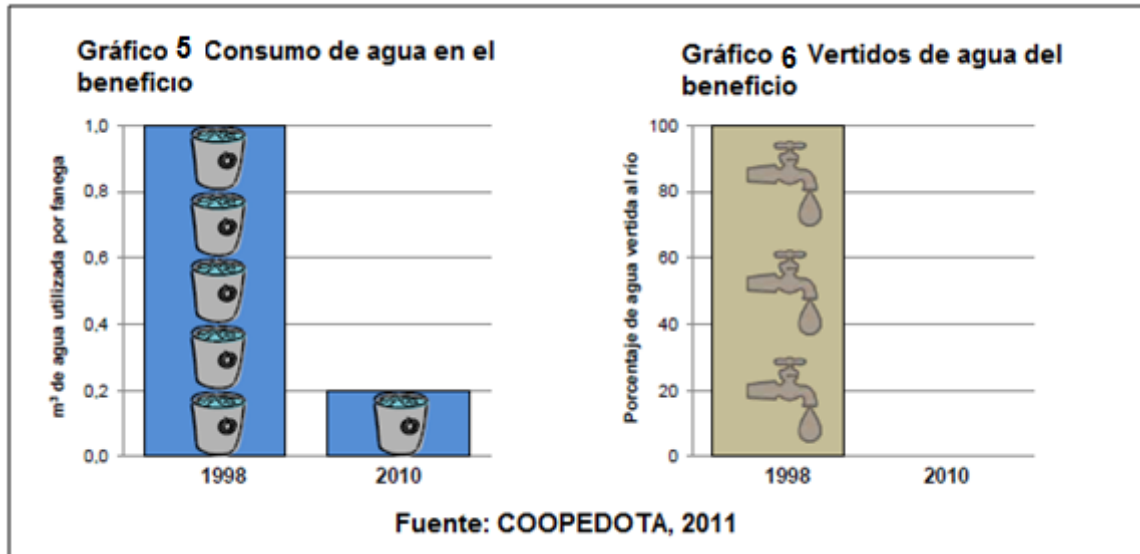 Gráfico 5 Consumo de agua en el
beneficio
m³ de agua utilizada por fanega
1,0
0,8
0,6
0,4
0,2
0,0
1998
2010
Gráfico 6 Vertidos de agua del
beneficio
Porcentaje de agua vertida al río
100
80
60
40
20
0
1998
2010
Fuente: COOPEDOTA, 2011